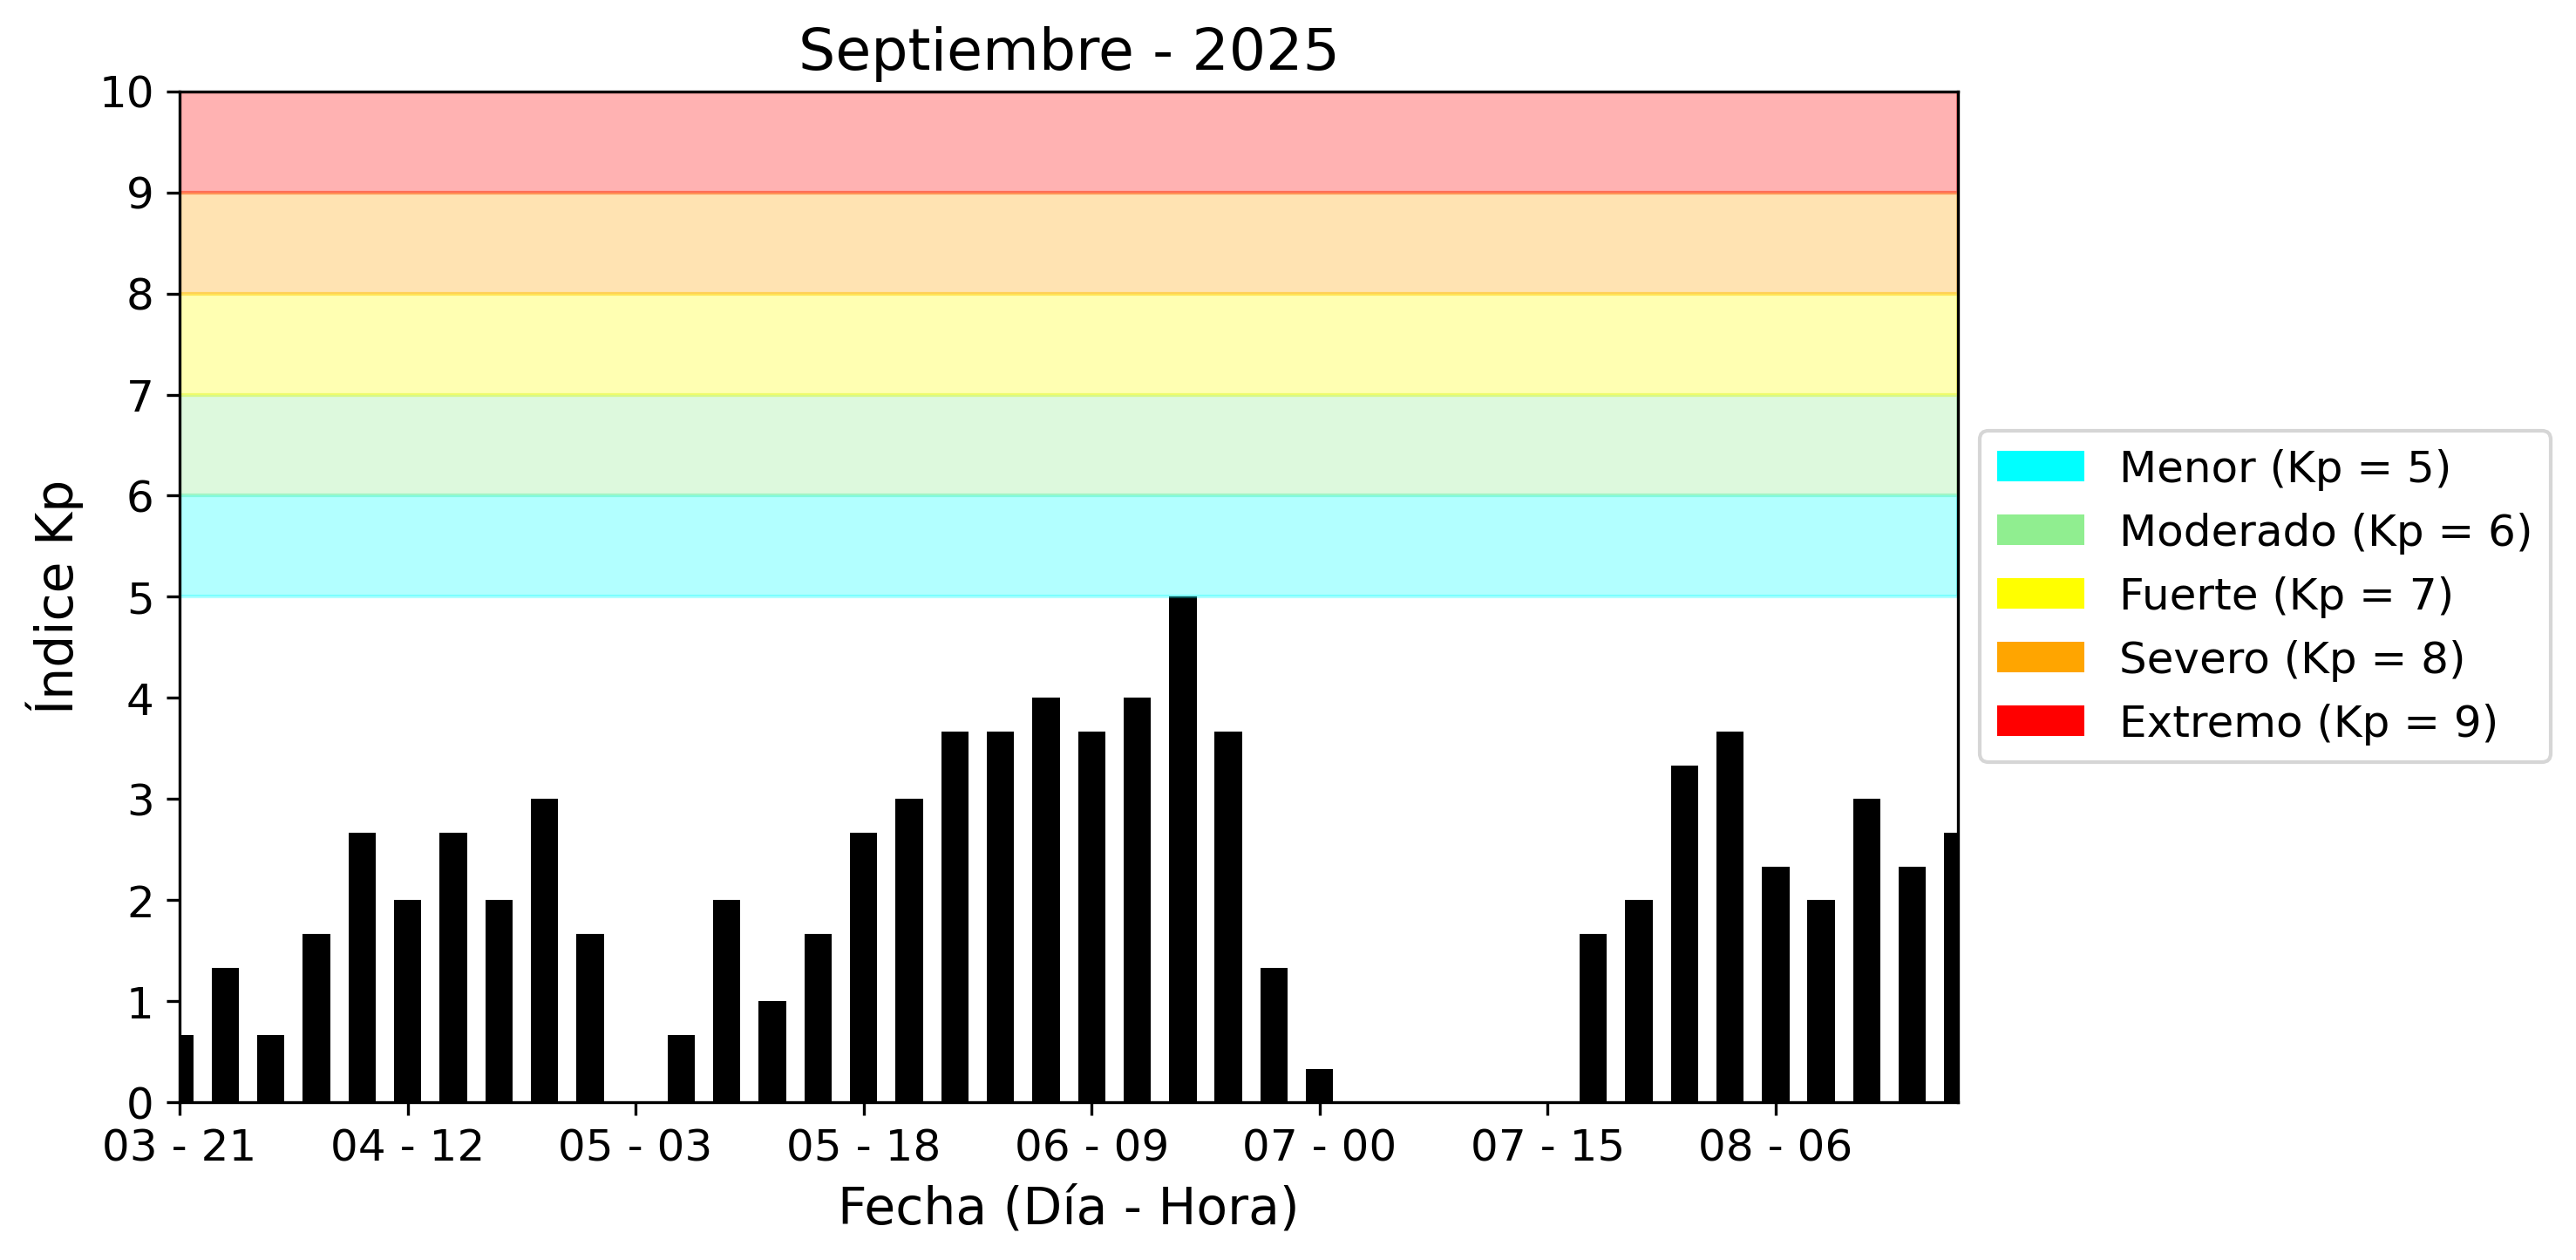 Septiembre - 2025
10
9
8
7
6
5
4
3
2
1
0
Índice Kp
03 - 21
04 - 12
05 - 03
05 - 18
06 - 09
07 - 00
07 - 15
08 - 06
Fecha (Día - Hora)
Menor (Kp = 5)
Moderado (Kp = 6)
Fuerte (Kp = 7)
Severo (Kp = 8)
Extremo (Kp = 9)